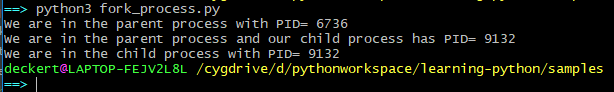 ==> python3 fork_process.py
We are in the parent process with PID= 6736
We are in the parent process and our child process has PID= 9132
We are in the child process with PID= 9132
deckert@LAPTOP-FEJV2L8L /cygdrive/d/pythonworkspace/learning-python/samples
==>